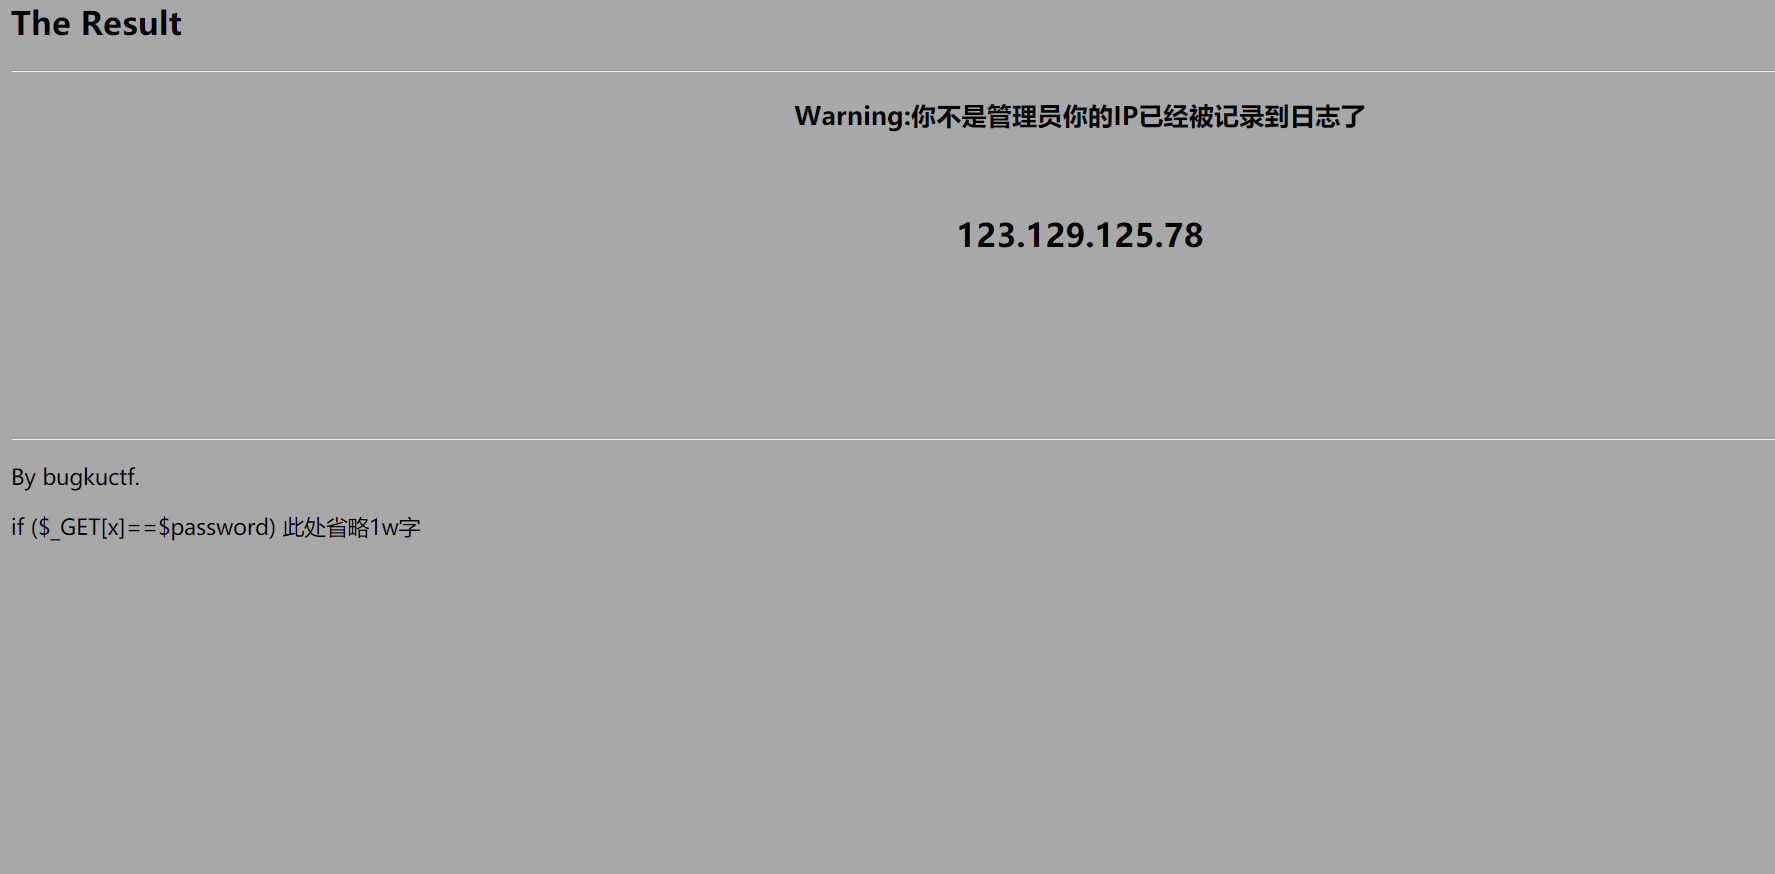 The Result
Warning:你不是管理员你的IP已经被记录到日志了
123.129.125.78
By bugkuctf.
if ($_GET[x]==$password) 此处省略1w字